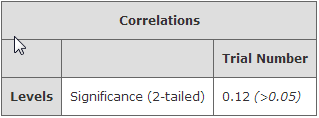 Correlations
Trial Number
Levels Significance (2-tailed) 0.12 (>0.05)